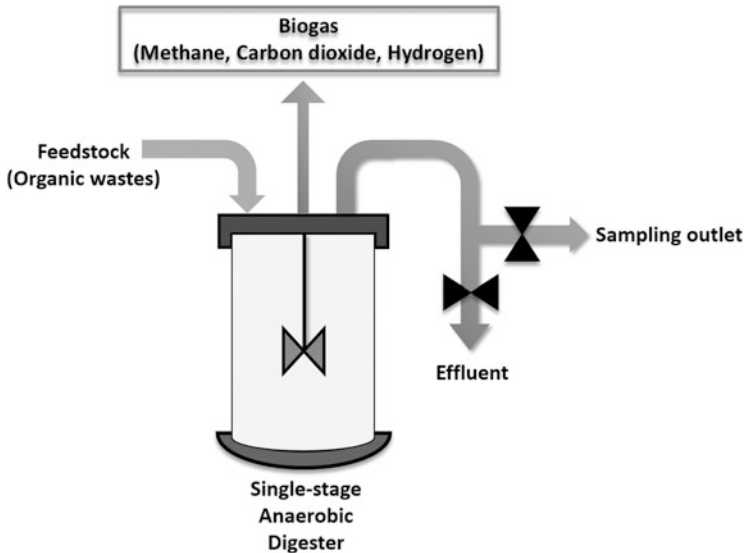 Biogas
(Methane, Carbon dioxide, Hydrogen)
Feedstock
(Organic wastes)
Sampling outlet
Effluent
Single-stage
Anaerobic
Digester